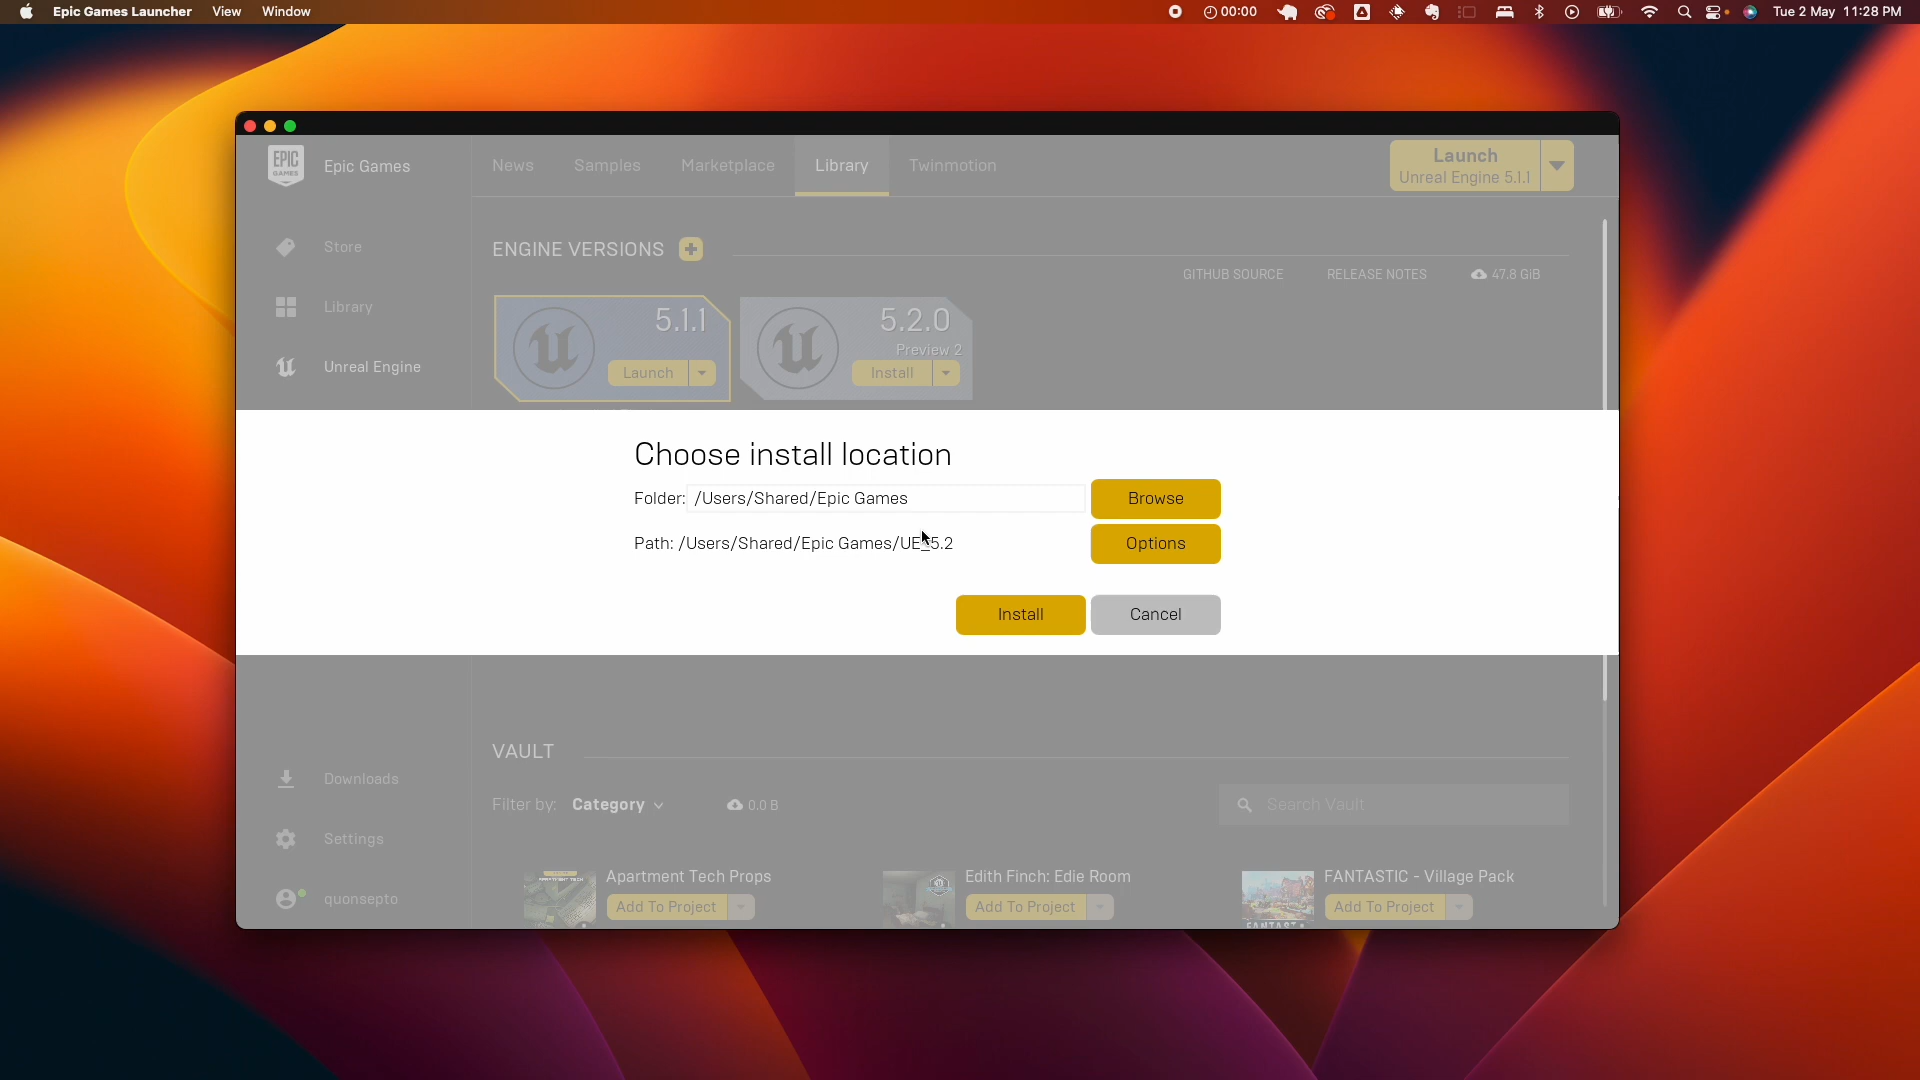 Epic Games Launcher View Window 00:00 Tue 2 May 11:28 PM
EPIC GAMES Epic Games News Samples Marketplace Library Twinmotion
Launch
Unreal Engine 5.1.1
Store
Library
Unreal Engine
ENGINE VERSIONS
GITHUB SOURCE RELEASE NOTES 47.8 GiB
5.1.1
Launch
5.2.0
Preview 2
Install
Choose install location
Folder: /Users/Shared/Epic Games Browse
Path: /Users/Shared/Epic Games/UE_5.2 Options
Install Cancel
VAULT
Filter by: Category 0.0 B Search Vault
Downloads
Settings
quonsepto
Apartment Tech Props
Add To Project
Edith Finch: Edie Room
Add To Project
FANTASTIC - Village Pack
Add To Project